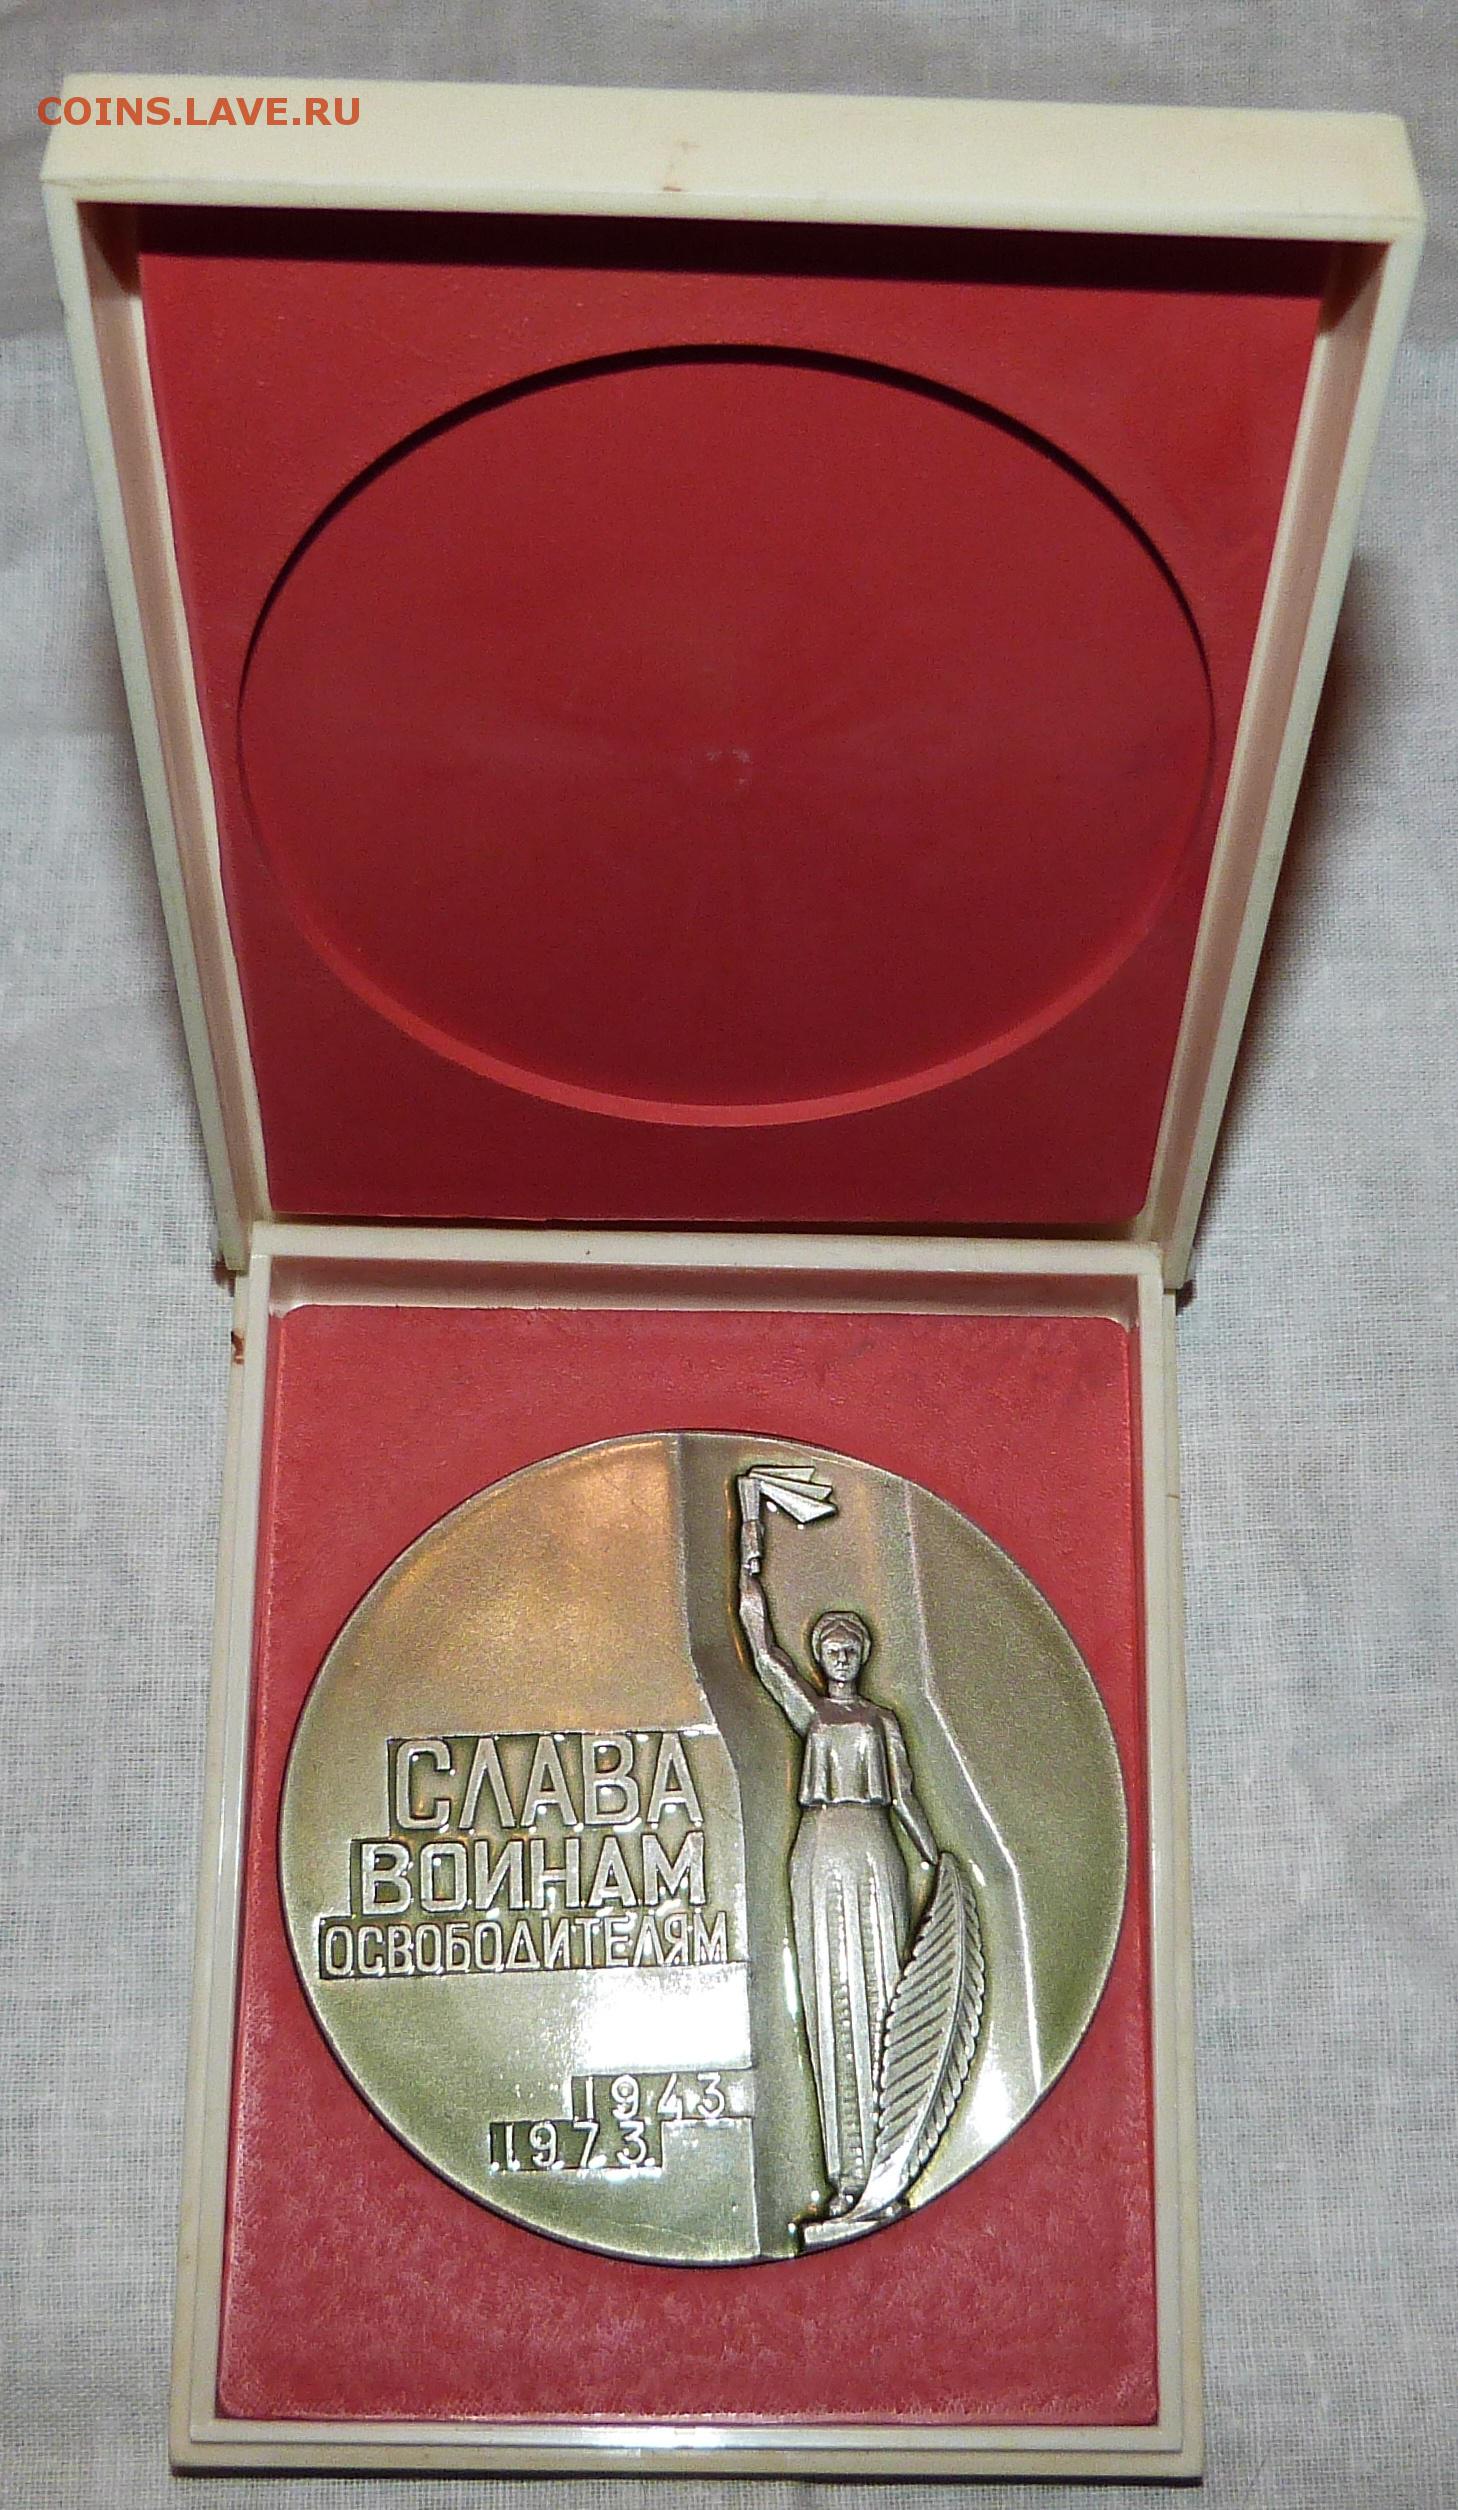 COINS.LAVE.RU
СЛАВА
ВОИНАМ
ОСВОБОДИТЕЛЯМ
1943
1973